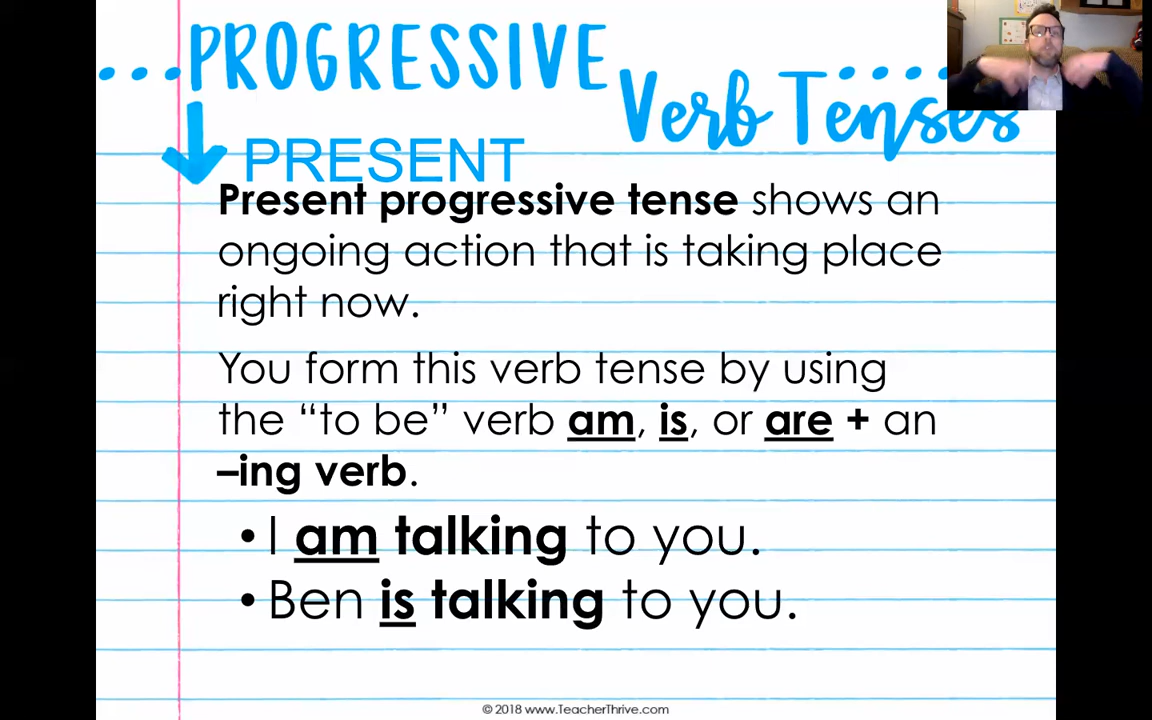 PROGRESSIVE
Verb Tenses
PRESENT
Present progressive tense shows an
ongoing action that is taking place
right now.
You form this verb tense by using
the “to be” verb am, is, or are + an
–ing verb.
• I am talking to you.
• Ben is talking to you.
© 2018 www.TeacherThrive.com